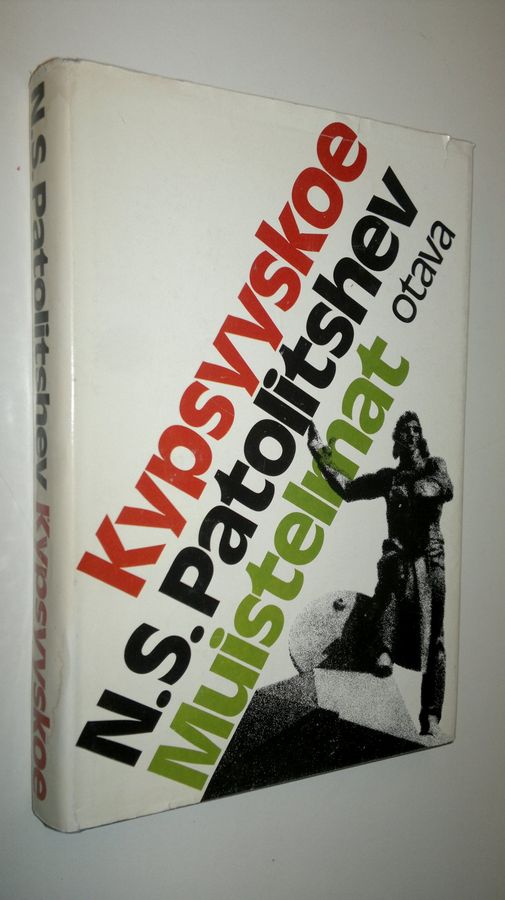 N.S. Patolitshev Kypsyyskoe
Kypsyyskoe
N.S. Patolitshev
Muistelmat
Otava